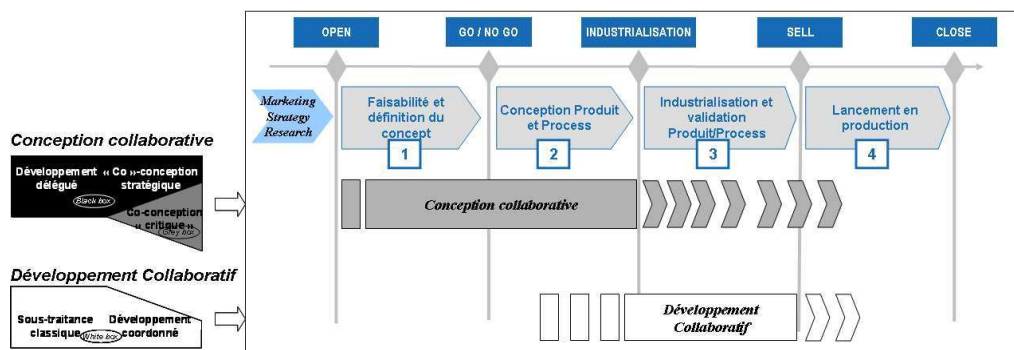 OPEN
GO / NO GO
INDUSTRIALISATION
SELL
CLOSE
Marketing
Strategy
Research
Faisabilité et
définition du
concept
1
Conception Produit
et Process
2
Industrialisation et
validation
Produit/Process
3
Lancement en
production
4
Conception collaborative
Développement
délégué
« Co »-conception
stratégique
Black box
Co-conception
« critique »
Grey box
Conception collaborative
Développement Collaboratif
Sous-traitance
classique
Développement
coordonné
White box
Développement
Collaboratif